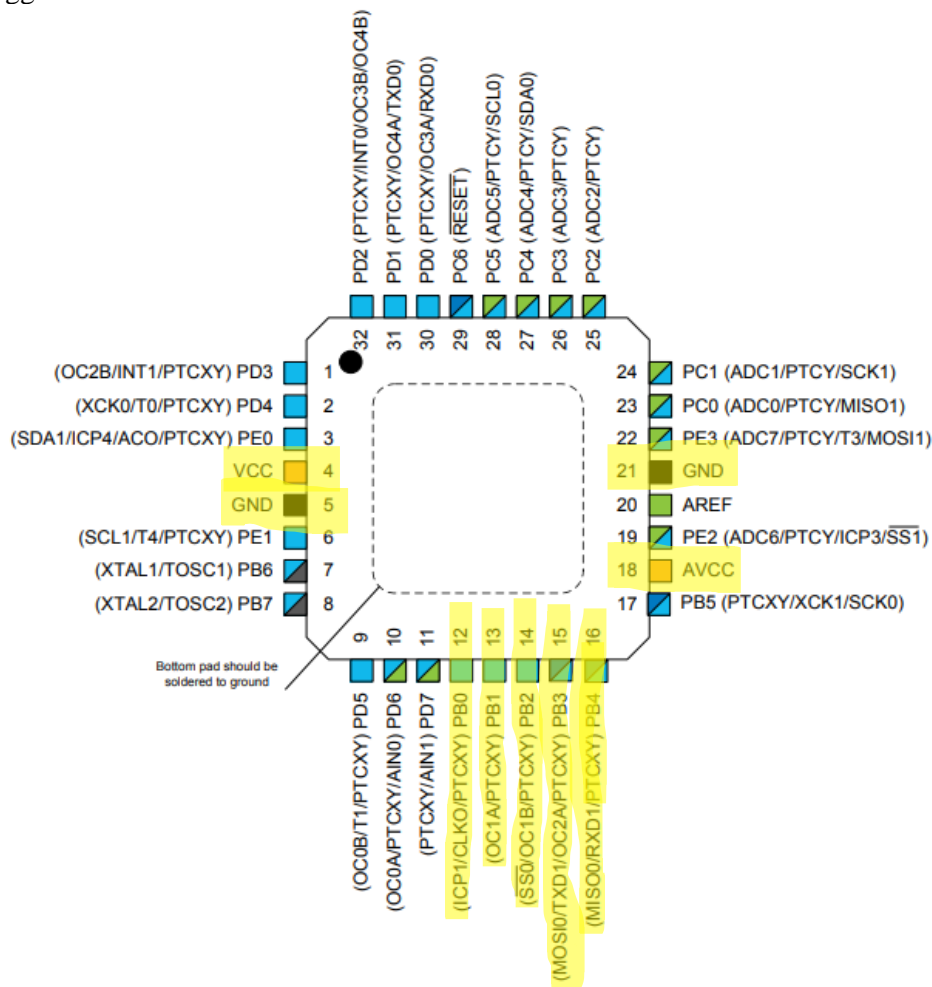 PD2 (PTCXY/INT0/OC3B/OC4B)
PD1 (PTCXY/OC4A/TXD0)
PD0 (PTCXY/OC3A/RXD0)
PC6 (RESET)
PC5 (ADC5/PTCY/SCL0)
PC4 (ADC4/PTCY/SDA0)
PC3 (ADC3/PTCY)
PC2 (ADC2/PTCY)
32
31
30
29
28
27
26
25
(OC2B/INT1/PTCXY) PD3 1
(XCK0/T0/PTCXY) PD4 2
(SDA1/ICP4/ACO/PTCXY) PE0 3
VCC 4
GND 5
(SCL1/T4/PTCXY) PE1 6
(XTAL1/TOSC1) PB6 7
(XTAL2/TOSC2) PB7 8
24 PC1 (ADC1/PTCY/SCK1)
23 PC0 (ADC0/PTCY/MISO1)
22 PE3 (ADC7/PTCY/T3/MOSI1)
21 GND
20 AREF
19 PE2 (ADC6/PTCY/ICP3/SS1)
18 AVCC
17 PB5 (PTCXY/XCK1/SCK0)
9
10
11
12
13
14
15
16
Bottom pad should be
soldered to ground
(OC0B/T1/PTCXY) PD5
(OC0A/PTCXY/AIN0) PD6
(PTCXY/AIN1) PD7
(ICP1/CLKO/PTCXY) PB0
(OC1A/PTCXY) PB1
(SS0/OC1B/PTCXY) PB2
(MOSI0/TXD1/OC2A/PTCXY) PB3
(MISO0/RXD1/PTCXY) PB4